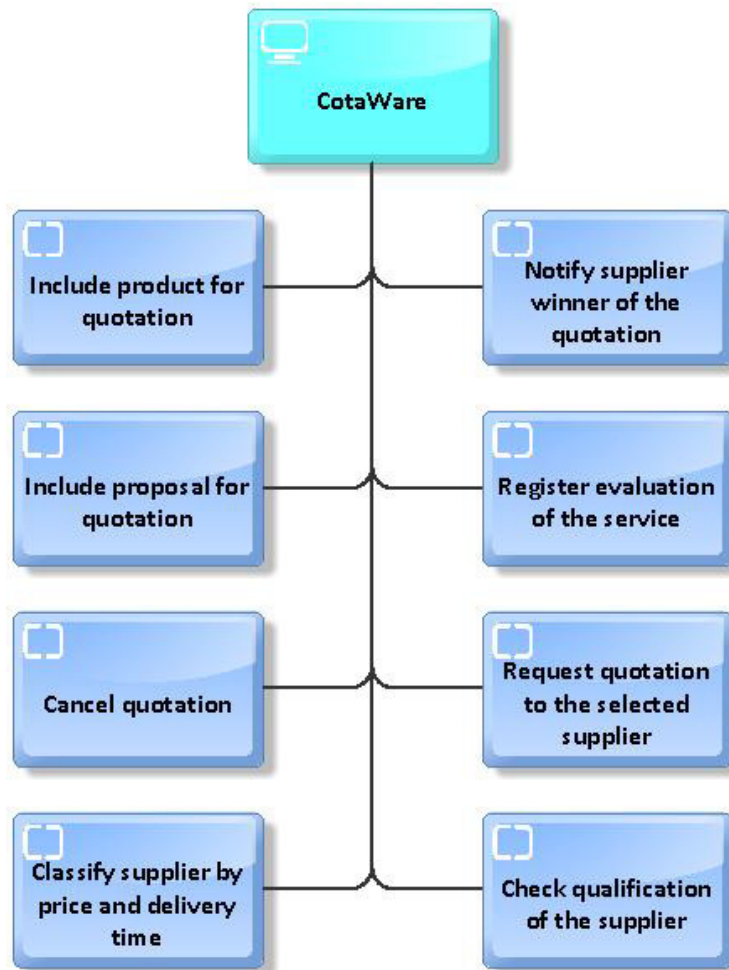 CotaWare
Include product for
quotation
Notify supplier
winner of the
quotation
Include proposal for
quotation
Register evaluation
of the service
Cancel quotation
Request quotation
to the selected
supplier
Classify supplier by
price and delivery
time
Check qualification
of the supplier